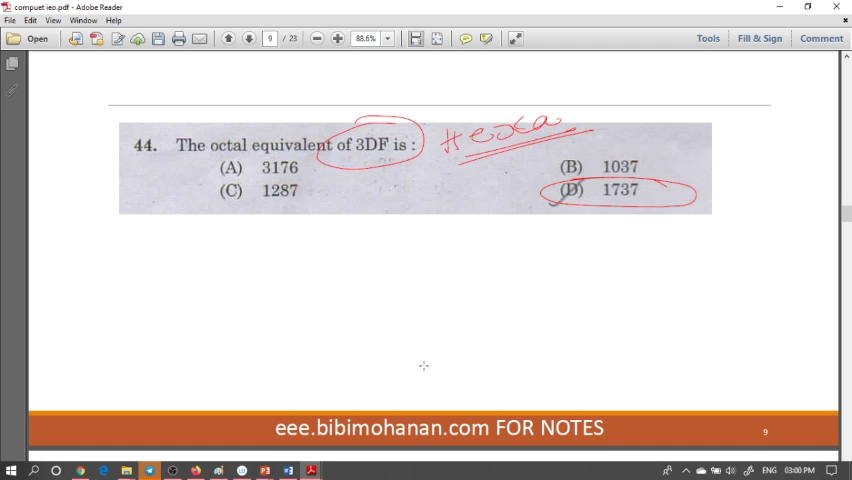 compuet ieo.pdf - Adobe Reader
File Edit View Window Help
Open 9 / 23 88.6% Tools Fill & Sign Comment
44. The octal equivalent of 3DF is :
(A) 3176 (B) 1037
(C) 1287 (D) 1737
eee.bibimohanan.com FOR NOTES
9
ENG 03:00 PM